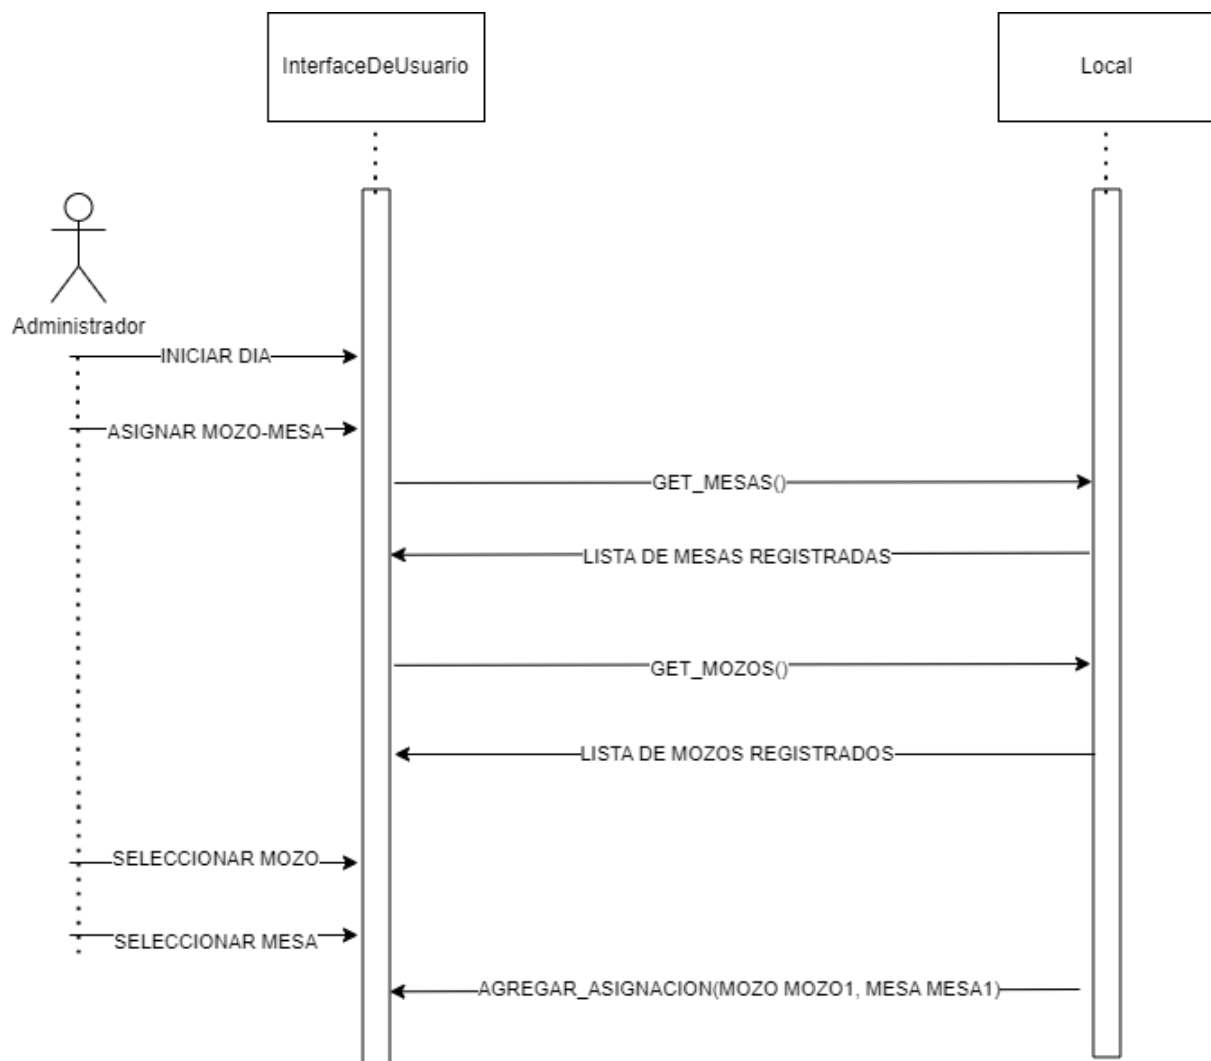 InterfaceDeUsuario
Local
Administrador
INICIAR DIA
ASIGNAR MOZO-MESA
GET_MESAS()
LISTA DE MESAS REGISTRADAS
GET_MOZOS()
LISTA DE MOZOS REGISTRADOS
SELECCIONAR MOZO
SELECCIONAR MESA
AGREGAR_ASIGNACION(MOZO MOZO1, MESA MESA1)